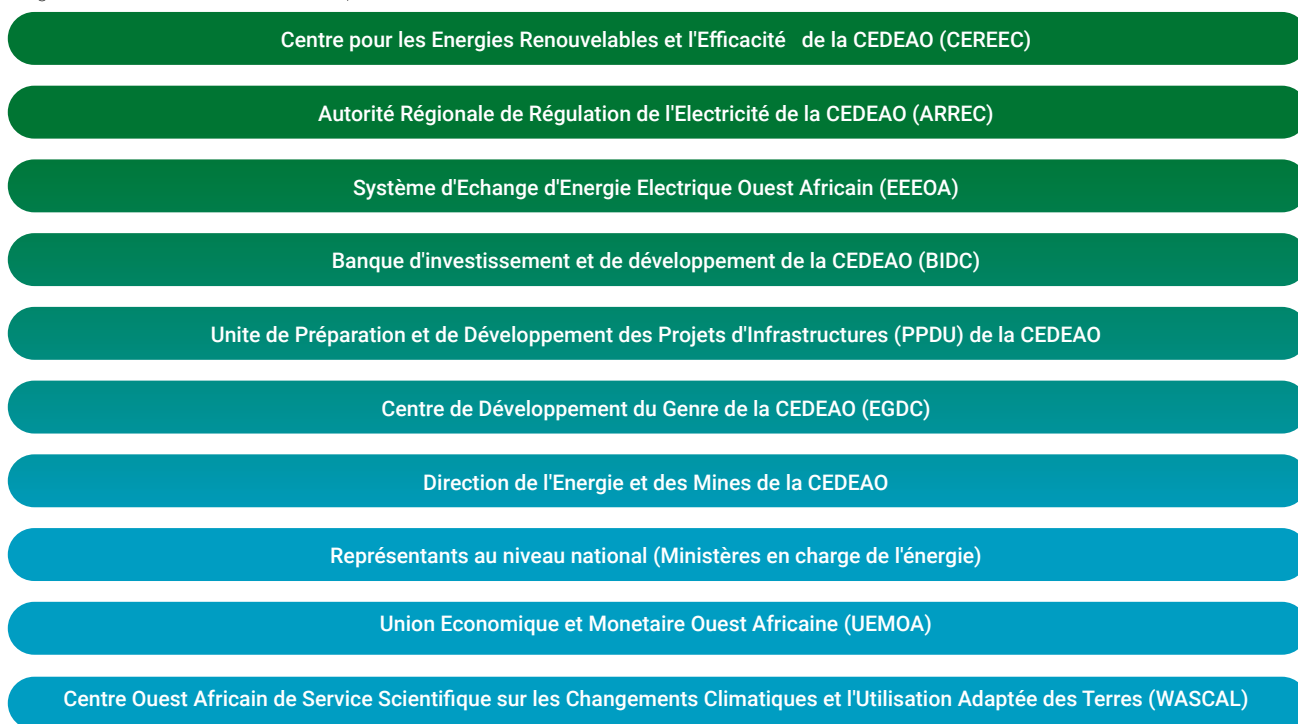 Centre pour les Energies Renouvelables et l'Efficacité de la CEDEAO (CEREEC)
Autorité Régionale de Régulation de l'Electricité de la CEDEAO (ARREC)
Système d'Echange d'Energie Electrique Ouest Africain (EEEOA)
Banque d'investissement et de développement de la CEDEAO (BIDC)
Unite de Préparation et de Développement des Projets d'Infrastructures (PPDU) de la CEDEAO
Centre de Développement du Genre de la CEDEAO (EGDC)
Direction de l'Energie et des Mines de la CEDEAO
Représentants au niveau national (Ministères en charge de l'énergie)
Union Economique et Monetaire Ouest Africaine (UEMOA)
Centre Ouest Africain de Service Scientifique sur les Changements Climatiques et l'Utilisation Adaptée des Terres (WASCAL)